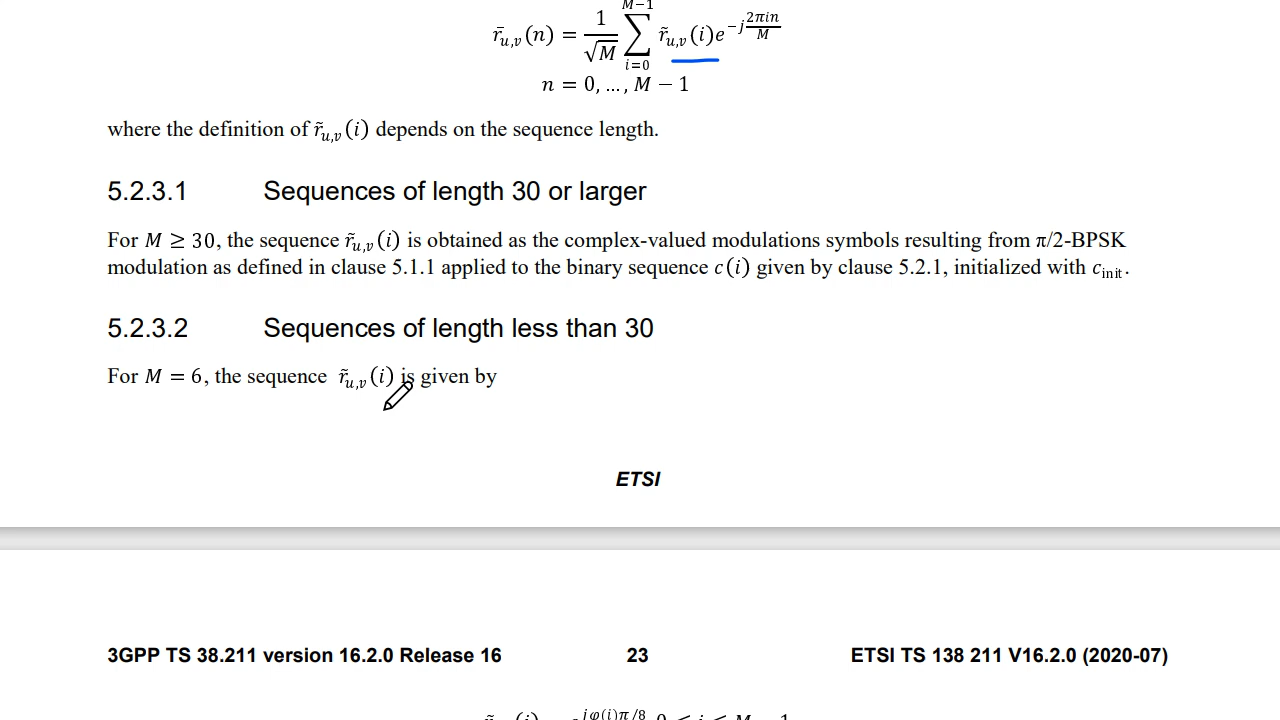 r̄u,v(n) = 1/√M ∑_{i=0}^{M−1} r̃u,v(i)e^{−j2πin/M}
n = 0, … , M − 1
where the definition of r̃u,v(i) depends on the sequence length.
5.2.3.1 Sequences of length 30 or larger
For M ≥ 30, the sequence r̃u,v(i) is obtained as the complex-valued modulations symbols resulting from π/2-BPSK
modulation as defined in clause 5.1.1 applied to the binary sequence c(i) given by clause 5.2.1, initialized with cinit.
5.2.3.2 Sequences of length less than 30
For M = 6, the sequence r̃u,v(i) is given by
ETSI
3GPP TS 38.211 version 16.2.0 Release 16 23 ETSI TS 138 211 V16.2.0 (2020-07)